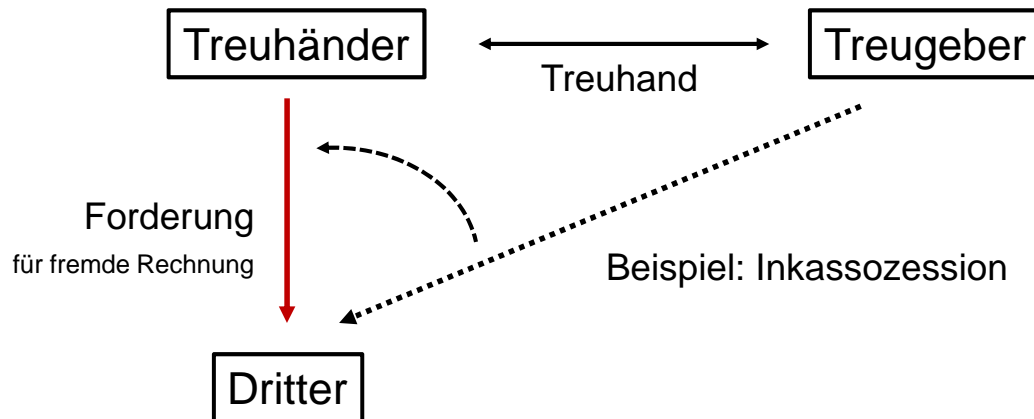 Treuhänder
Treugeber
Treuhand
Forderung
für fremde Rechnung
Beispiel: Inkassozession
Dritter